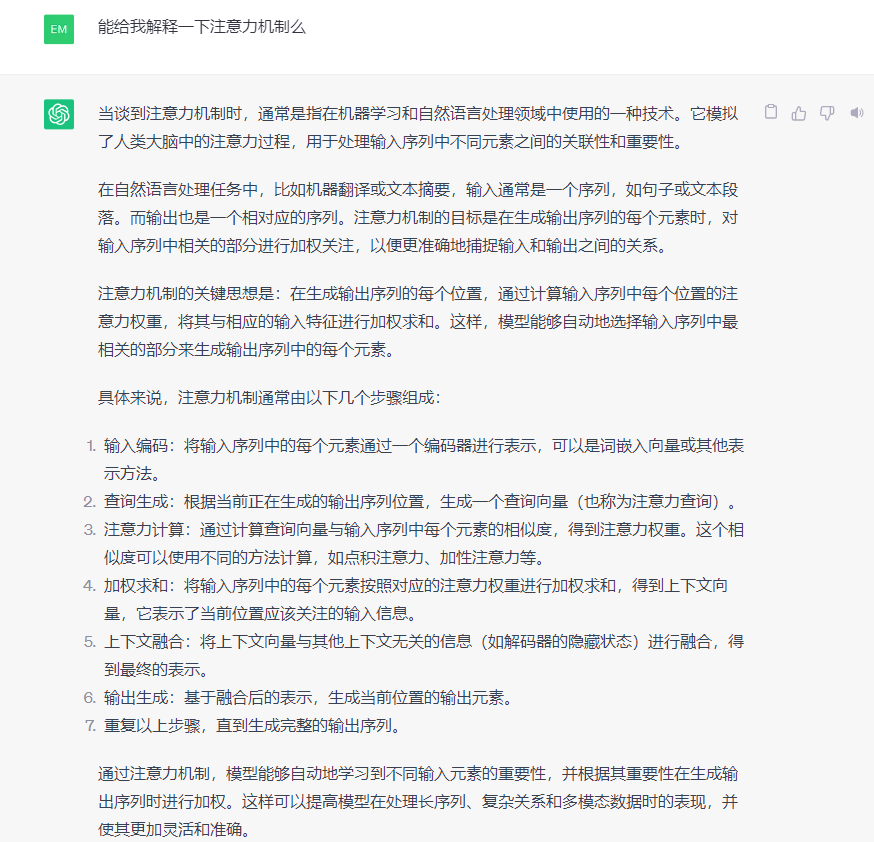 EM
能给我解释一下注意力机制么
当谈到注意力机制时，通常是指在机器学习和自然语言处理领域中使用的一种技术。它模拟
了人类大脑中的注意力过程，用于处理输入序列中不同元素之间的关联性和重要性。
在自然语言处理任务中，比如机器翻译或文本摘要，输入通常是一个序列，如句子或文本段
落。而输出也是一个相对应的序列。注意力机制的目标是在生成输出序列的每个元素时，对
输入序列中相关的部分进行加权关注，以便更准确地捕捉输入和输出之间的关系。
注意力机制的关键思想是：在生成输出序列的每个位置，通过计算输入序列中每个位置的注
意力权重，将其与相应的输入特征进行加权求和。这样，模型能够自动地选择输入序列中最
相关的部分来生成输出序列中的每个元素。
具体来说，注意力机制通常由以下几个步骤组成：
1. 输入编码：将输入序列中的每个元素通过一个编码器进行表示，可以是词嵌入向量或其他表
示方法。
2. 查询生成：根据当前正在生成的输出序列位置，生成一个查询向量（也称为注意力查询）。
3. 注意力计算：通过计算查询向量与输入序列中每个元素的相似度，得到注意力权重。这个相
似度可以使用不同的方法计算，如点积注意力、加性注意力等。
4. 加权求和：将输入序列中的每个元素按照对应的注意力权重进行加权求和，得到上下文向
量，它表示了当前位置应该关注的输入信息。
5. 上下文融合：将上下文向量与其他上下文无关的信息（如解码器的隐藏状态）进行融合，得
到最终的表示。
6. 输出生成：基于融合后的表示，生成当前位置的输出元素。
7. 重复以上步骤，直到生成完整的输出序列。
通过注意力机制，模型能够自动地学习到不同输入元素的重要性，并根据其重要性在生成输
出序列时进行加权。这样可以提高模型在处理长序列、复杂关系和多模态数据时的表现，并
使其更加灵活和准确。